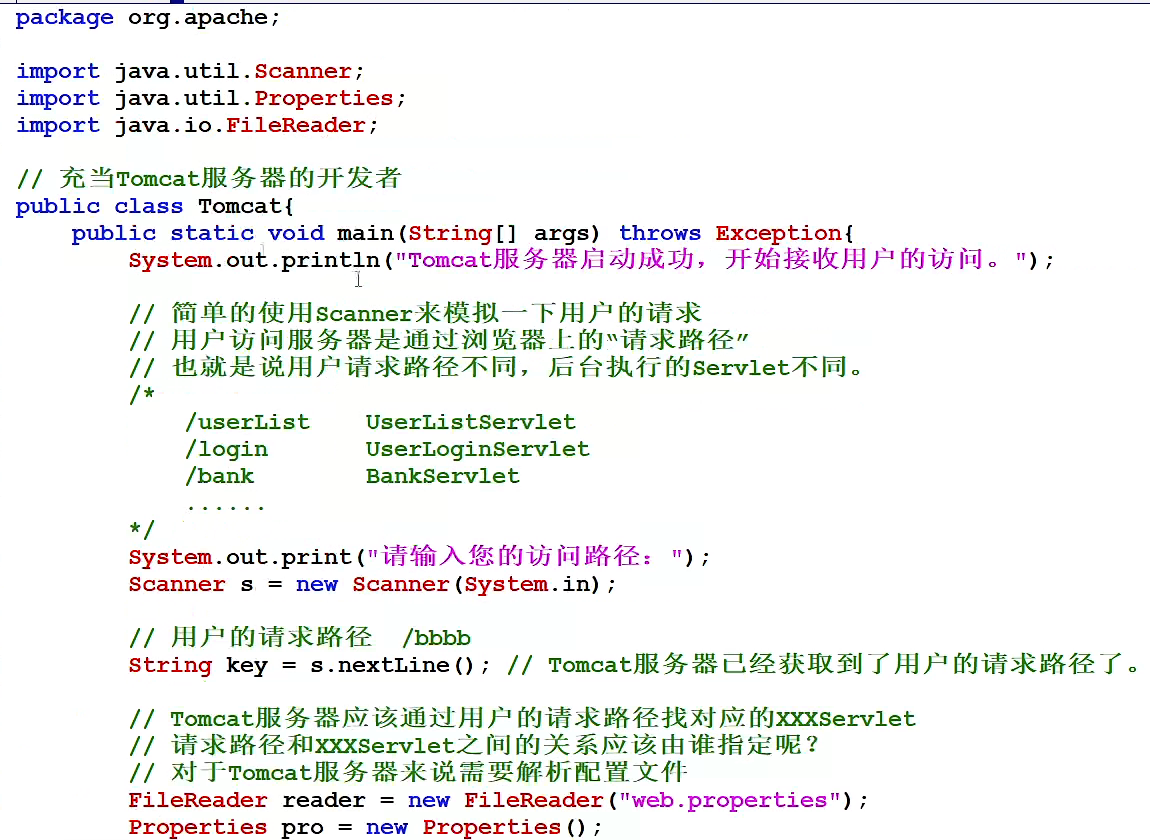 package org.apache;
import java.util.Scanner;
import java.util.Properties;
import java.io.FileReader;
// 充当Tomcat服务器的开发者
public class Tomcat{
public static void main(String[] args) throws Exception{
System.out.println("Tomcat服务器启动成功，开始接收用户的访问。");
// 简单的使用Scanner来模拟一下用户的请求
// 用户访问服务器是通过浏览器上的“请求路径”
// 也就是说用户请求路径不同，后台执行的Servlet不同。
/*
/userList UserListServlet
/login UserLoginServlet
/bank BankServlet
......
*/
System.out.print("请输入您的访问路径：");
Scanner s = new Scanner(System.in);
// 用户的请求路径 /bbbb
String key = s.nextLine(); // Tomcat服务器已经获取到了用户的请求路径了。
// Tomcat服务器应该通过用户的请求路径找对应的XXXServlet
// 请求路径和XXXServlet之间的关系应该由谁指定呢？
// 对于Tomcat服务器来说需要解析配置文件
FileReader reader = new FileReader("web.properties");
Properties pro = new Properties();